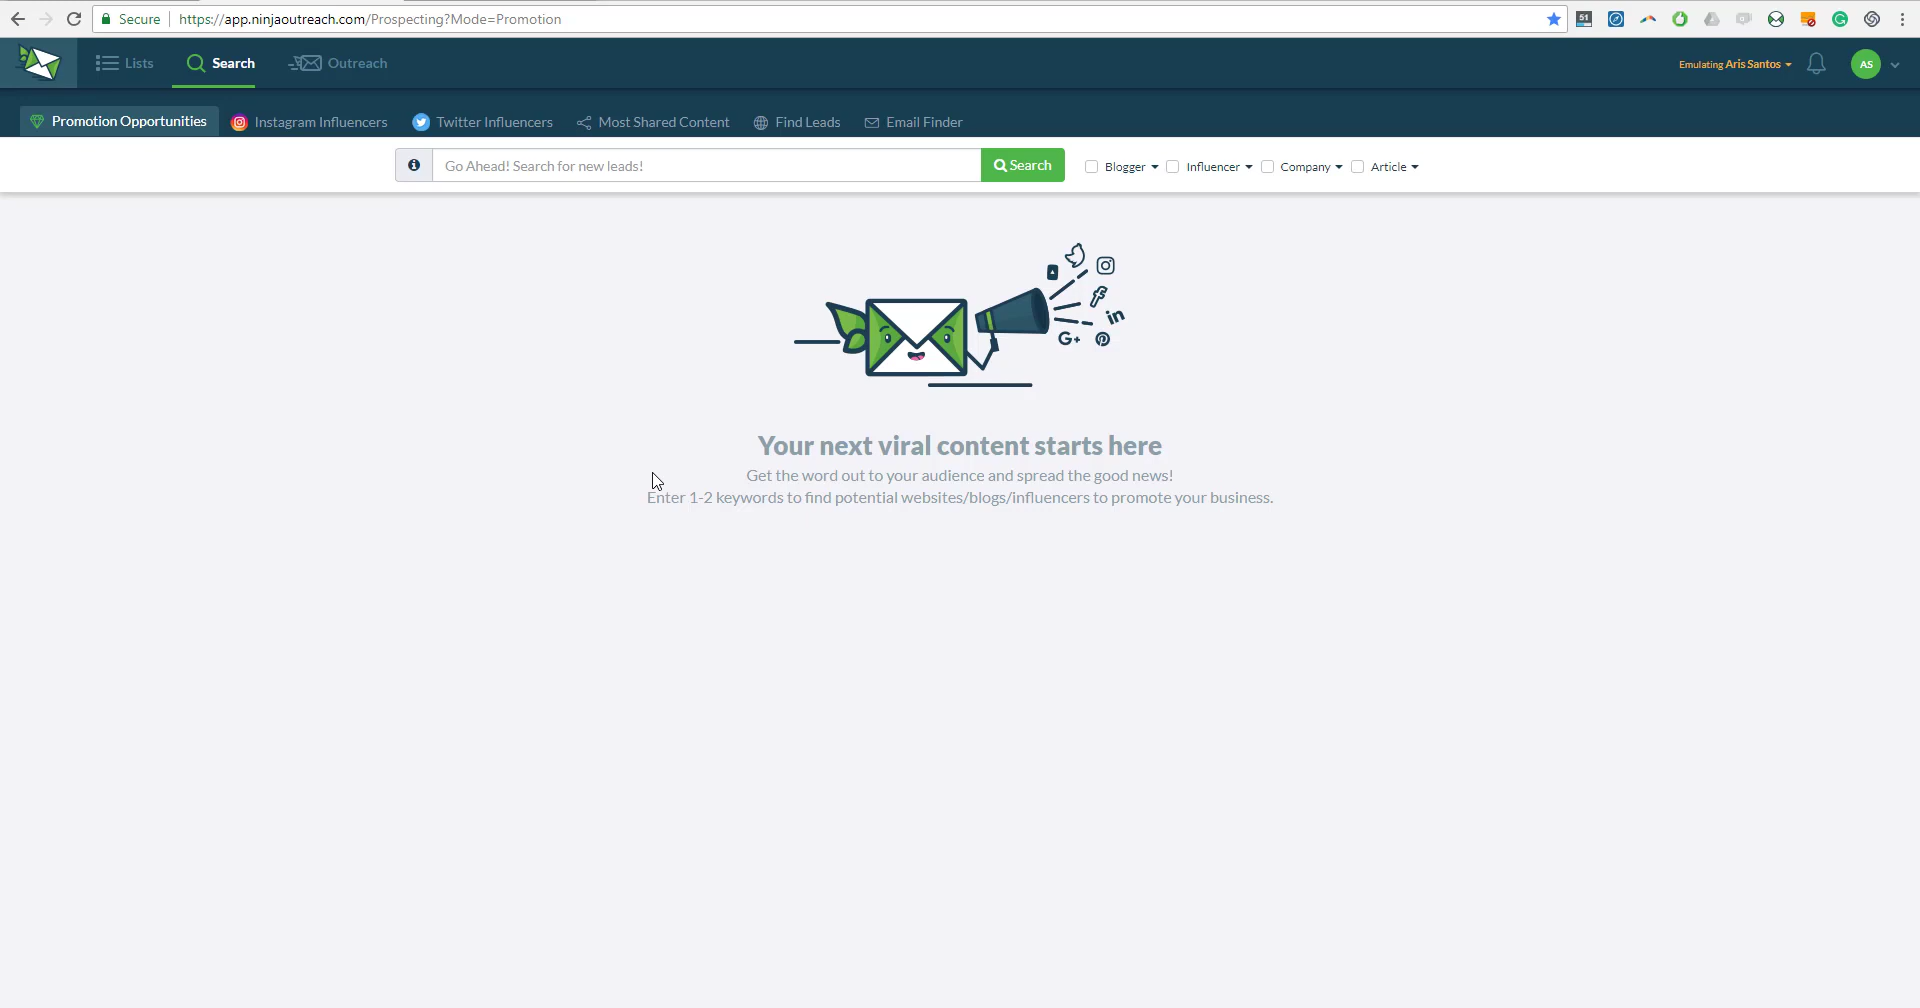 Secure https://app.ninjaoutreach.com/Prospecting?Mode=Promotion 51
Lists Search Outreach Emulating Aris Santos AS
Promotion Opportunities Instagram Influencers Twitter Influencers Most Shared Content Find Leads Email Finder
Go Ahead! Search for new leads! Search Blogger Influencer Company Article
f
in
G+
Your next viral content starts here
Get the word out to your audience and spread the good news!
Enter 1-2 keywords to find potential websites/blogs/influencers to promote your business.